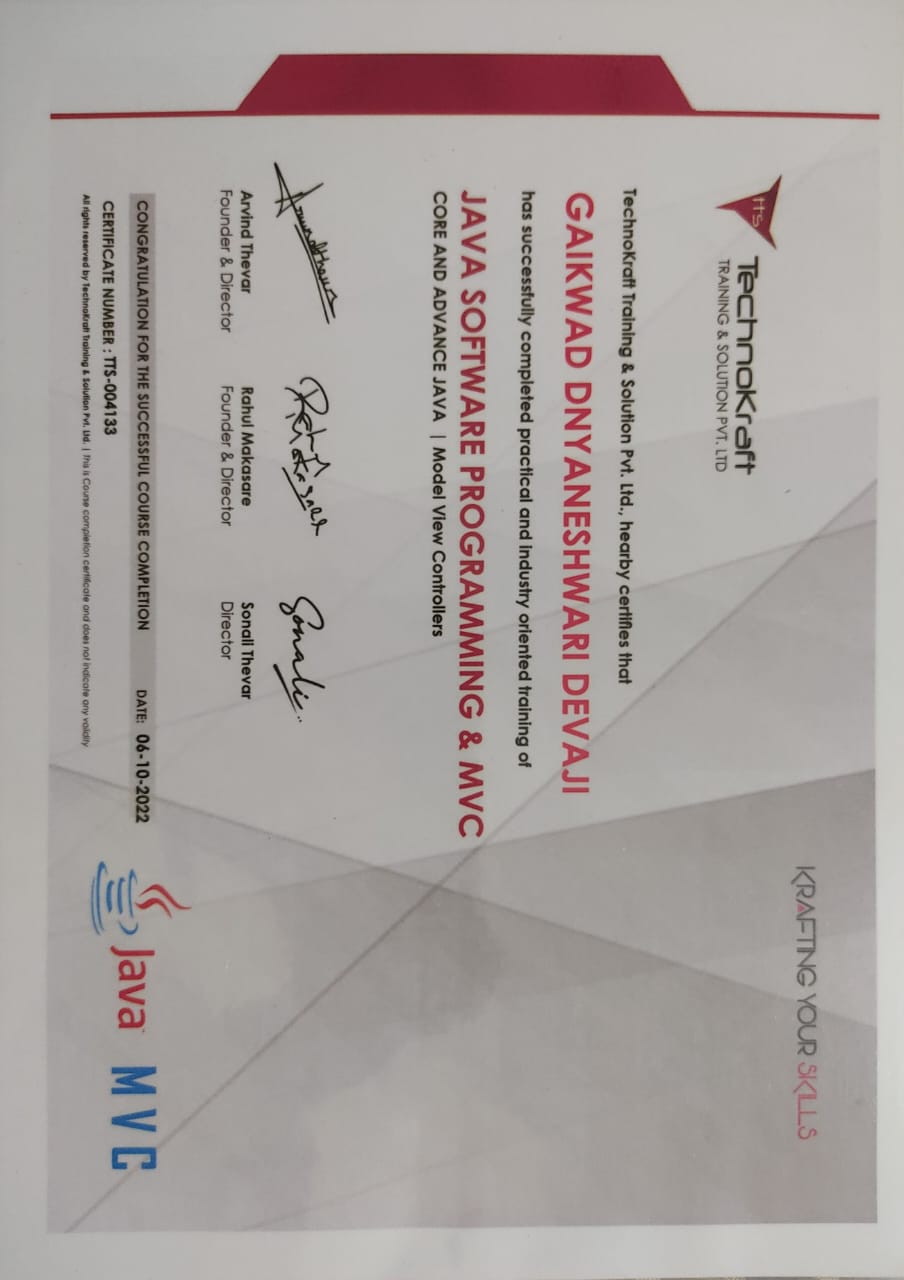 KRAFTING YOUR SKILLS
TTS
TechnoKraft
TRAINING & SOLUTION PVT. LTD
TechnoKraft Training & Solution Pvt. Ltd., hearby certifies that
GAIKWAD DNYANESHWARI DEVAJI
has successfully completed practical and industry oriented training of
JAVA SOFTWARE PROGRAMMING & MVC
CORE AND ADVANCE JAVA | Model View Controllers
Sonali
Arvind Thevar Rahul Makasare Sonali Thevar
Founder & Director Founder & Director Director
CONGRATULATION FOR THE SUCCESSFUL COURSE COMPLETION DATE: 06-10-2022
Java MVC
CERTIFICATE NUMBER : TTS-004133
All rights reserved by TechnoKraft Training & Solution Pvt. Ltd. | This is Course completion certificate and does not indicate any validity